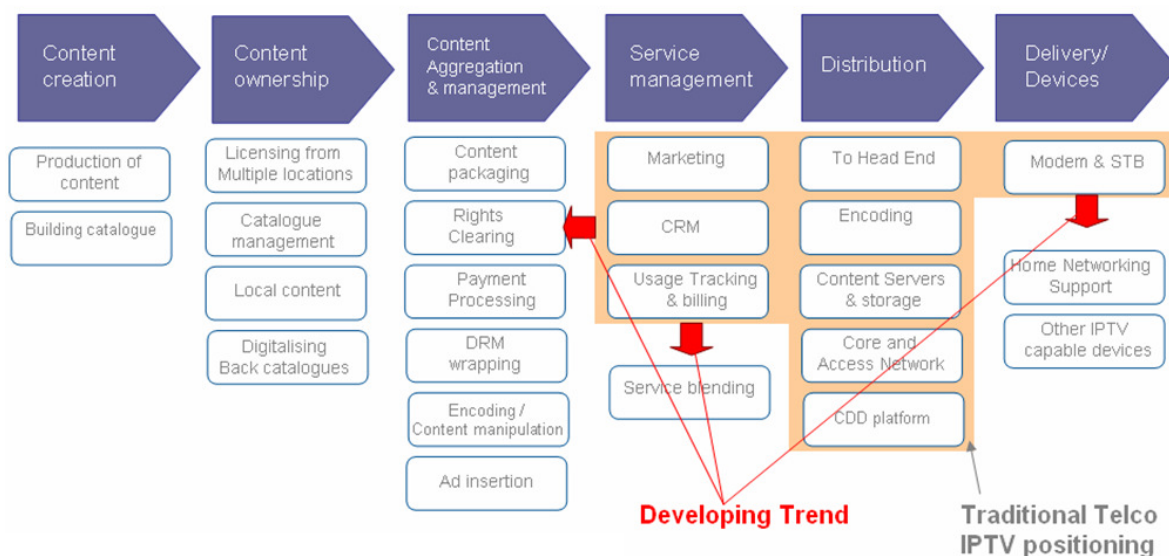 Content
creation
Content
ownership
Content
Aggregation
& management
Service
management
Distribution
Delivery/
Devices
Production of
content
Building catalogue
Licensing from
Multiple locations
Catalogue
management
Local content
Digitalising
Back catalogues
Content
packaging
Rights
Clearing
Payment
Processing
DRM
wrapping
Encoding /
Content manipulation
Ad insertion
Marketing
CRM
Usage Tracking
& billing
Service blending
To Head End
Encoding
Content Servers
& storage
Core and
Access Network
CDD platform
Modem & STB
Home Networking
Support
Other IPTV
capable devices
Developing Trend
Traditional Telco
IPTV positioning